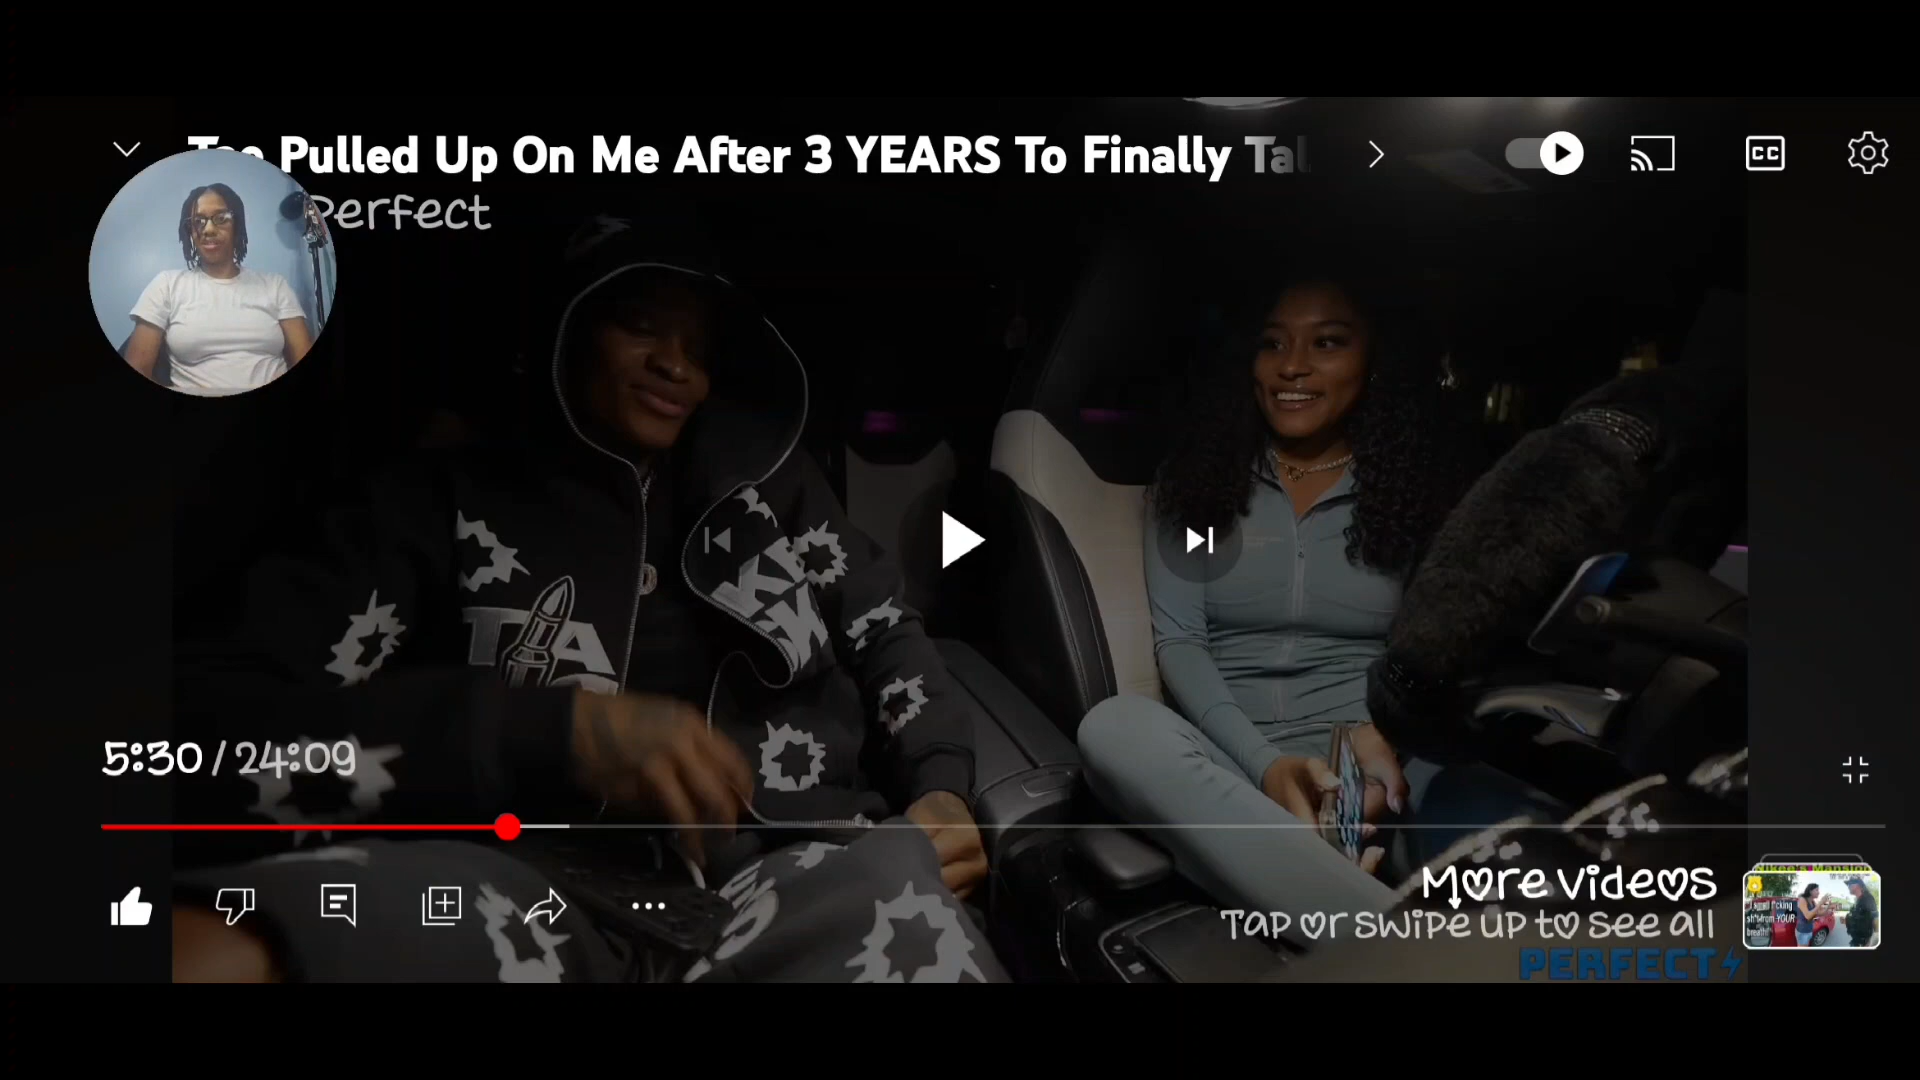 Pulled Up On Me After 3 YEARS To Finally
Perfect
CC
TA
5:30 / 24:09
More videos
Tap or swipe up to see all
PERFECT